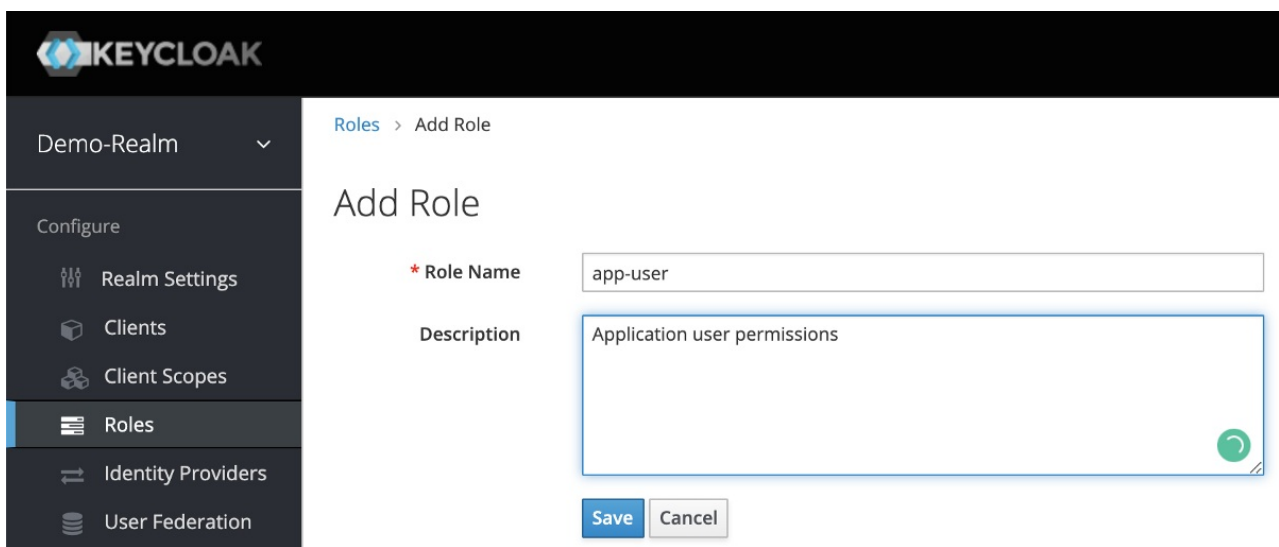 KEYCLOAK
Demo-Realm
Roles > Add Role
Add Role
Configure
Realm Settings
Clients
Client Scopes
Roles
Identity Providers
User Federation
* Role Name
app-user
Description
Application user permissions
Save Cancel